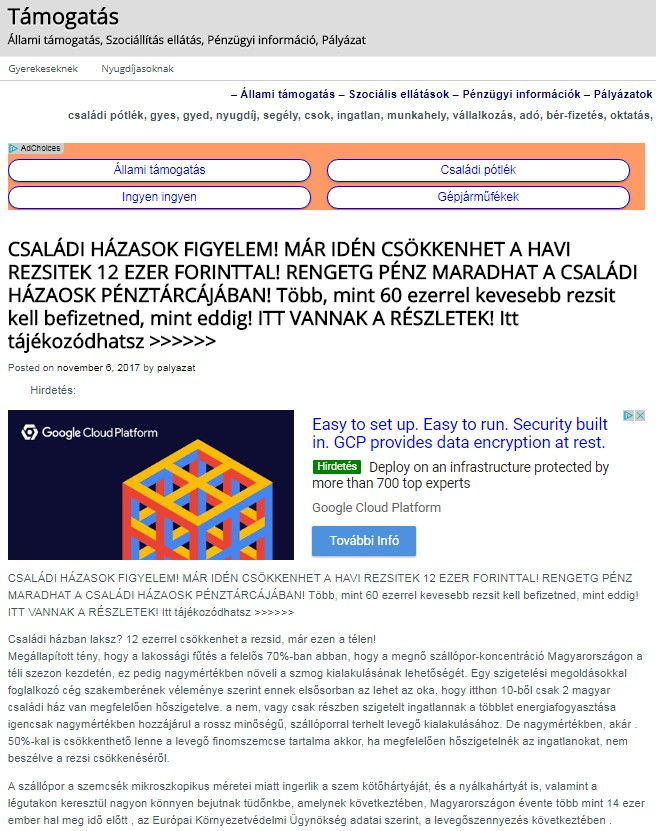 Támogatás
Állami támogatás, Szociállítás ellátás, Pénzügyi információ, Pályázat
Gyerekeseknek Nyugdíjasoknak
– Állami támogatás – Szociális ellátások – Pénzügyi információk – Pályázatok
családi pótlék, gyes, gyed, nyugdíj, segély, csok, ingatlan, munkahely, vállalkozás, adó, bér-fizetés, oktatás,
AdChoices
Állami támogatás Családi pótlék
Ingyen ingyen Gépjárműfékek
CSALÁDI HÁZASOK FIGYELEM! MÁR IDÉN CSÖKKENHET A HAVI
REZSITEK 12 EZER FORINTTAL! RENGETG PÉNZ MARADHAT A CSALÁDI
HÁZAOSK PÉNZTÁRCÁJÁBAN! Több, mint 60 ezerrel kevesebb rezsit
kell befizetned, mint eddig! ITT VANNAK A RÉSZLETEK! Itt
tájékozódhatsz >>>>>>
Posted on november 6, 2017 by palyazat
Hirdetés:
Google Cloud Platform
Easy to set up. Easy to run. Security built
in. GCP provides data encryption at rest.
Hirdetés Deploy on an infrastructure protected by
more than 700 top experts
Google Cloud Platform
További Infó
CSALÁDI HÁZASOK FIGYELEM! MÁR IDÉN CSÖKKENHET A HAVI REZSITEK 12 EZER FORINTTAL! RENGETG PÉNZ
MARADHAT A CSALÁDI HÁZAOSK PÉNZTÁRCÁJÁBAN! Több, mint 60 ezerrel kevesebb rezsit kell befizetned, mint eddig!
ITT VANNAK A RÉSZLETEK! Itt tájékozódhatsz >>>>>>
Családi házban laksz? 12 ezerrel csökkenhet a rezsid, már ezen a télen!
Megállapított tény, hogy a lakossági fűtés a felelős 70%-ban abban, hogy a megnő szállópor-koncentráció Magyarországon a
téli szezon kezdetén, ez pedig nagymértékben növeli a szmog kialakulásának lehetőségét. Egy szigetelési megoldásokkal
foglalkozó cég szakemberének véleménye szerint ennek elsősorban az lehet az oka, hogy itthon 10-ből csak 2 magyar
családi ház van megfelelően hőszigetelve. a nem, vagy csak részben szigetelt ingatlannak a többlet energiafogyasztása
igencsak nagymértékben hozzájárul a rossz minőségű, szállóporral terhelt levegő kialakulásához. De nagymértékben, akár .
50%-kal is csökkenthető lenne a levegő finomszemcse tartalma akkor, ha megfelelően hőszigetelnék az ingatlanokat, nem
beszélve a rezsi csökkenéséről.
A szállópor a szemcsék mikroszkopikus méretei miatt ingerlik a szem kötőhártyáját, és a nyálkahártyát is, valamint a
légutakon keresztül nagyon könnyen bejutnak tüdőnkbe, amelynek következtében, Magyarországon évente több mint 14 ezer
ember hal meg idő előtt , az Európai Környezetvédelmi Ügynökség adatai szerint, a levegőszennyezés következtében .